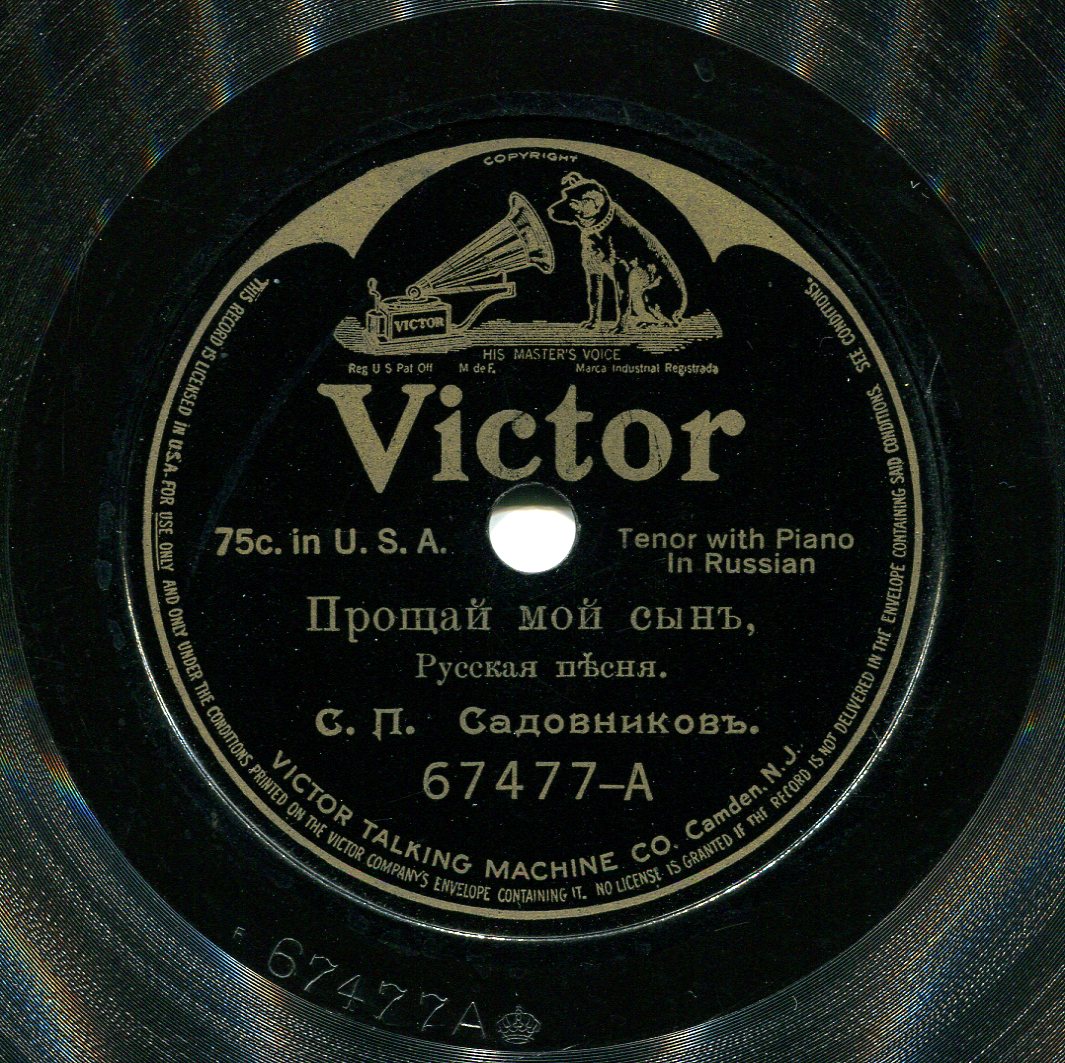 COPYRIGHT
VICTOR
HIS MASTER'S VOICE
Reg U S Pat Off M de F. Marca Industrial Registrada
Victor
75c. in U. S. A.
Tenor with Piano
In Russian
Прощай мой сынъ,
Русская пѣсня.
С. П. Садовниковъ.
67477-A
VICTOR TALKING MACHINE CO. Camden, N. J.
THIS RECORD IS LICENSED IN U.S.A. FOR USE ONLY AND ONLY UNDER THE CONDITIONS PRINTED ON THE VICTOR COMPANY'S ENVELOPE CONTAINING IT. NO LICENSE IS GRANTED IF THE RECORD IS NOT DELIVERED IN THE ENVELOPE CONTAINING SAID CONDITIONS. SEE CONDITIONS.
F 67477A